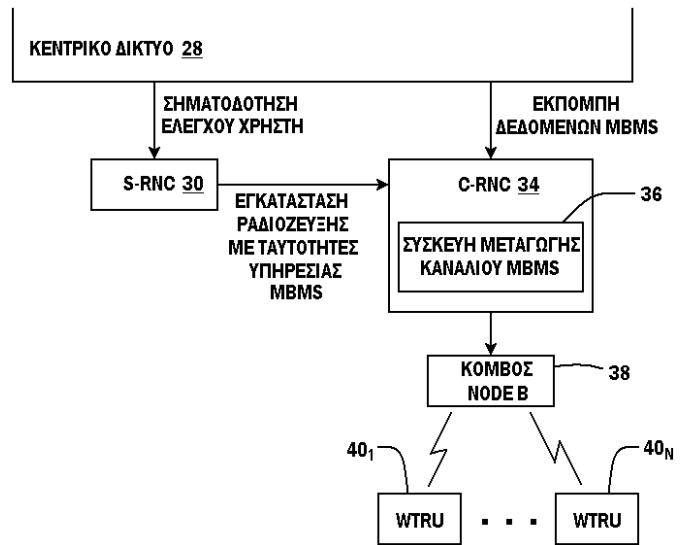 ΚΕΝΤΡΙΚΟ ΔΙΚΤΥΟ 28
ΣΗΜΑΤΟΔΟΤΗΣΗ
ΕΛΕΓΧΟΥ ΧΡΗΣΤΗ
ΕΚΠΟΜΠΗ
ΔΕΔΟΜΕΝΩΝ MBMS
S-RNC 30
C-RNC 34
36
ΕΓΚΑΤΑΣΤΑΣΗ
ΡΑΔΙΟΖΕΥΞΗΣ
ΜΕ ΤΑΥΤΟΤΗΤΕΣ
ΥΠΗΡΕΣΙΑΣ
MBMS
ΣΥΣΚΕΥΗ ΜΕΤΑΓΩΓΗΣ
ΚΑΝΑΛΙΟΥ MBMS
ΚΟΜΒΟΣ
NODE B
38
40₁
40N
WTRU
. . .
WTRU